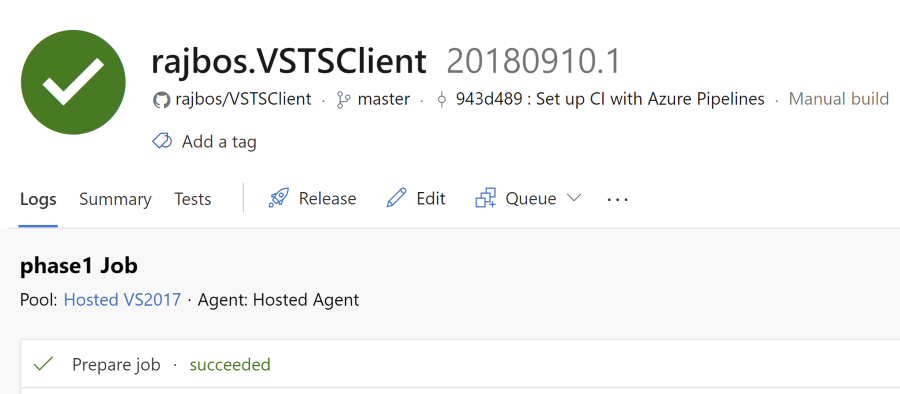 rajbos.VSTSClient 20180910.1
rajbos/VSTSClient · master · 943d489 : Set up CI with Azure Pipelines · Manual build
Add a tag
Logs Summary Tests Release Edit Queue ...
phase1 Job
Pool: Hosted VS2017 · Agent: Hosted Agent
Prepare job · succeeded